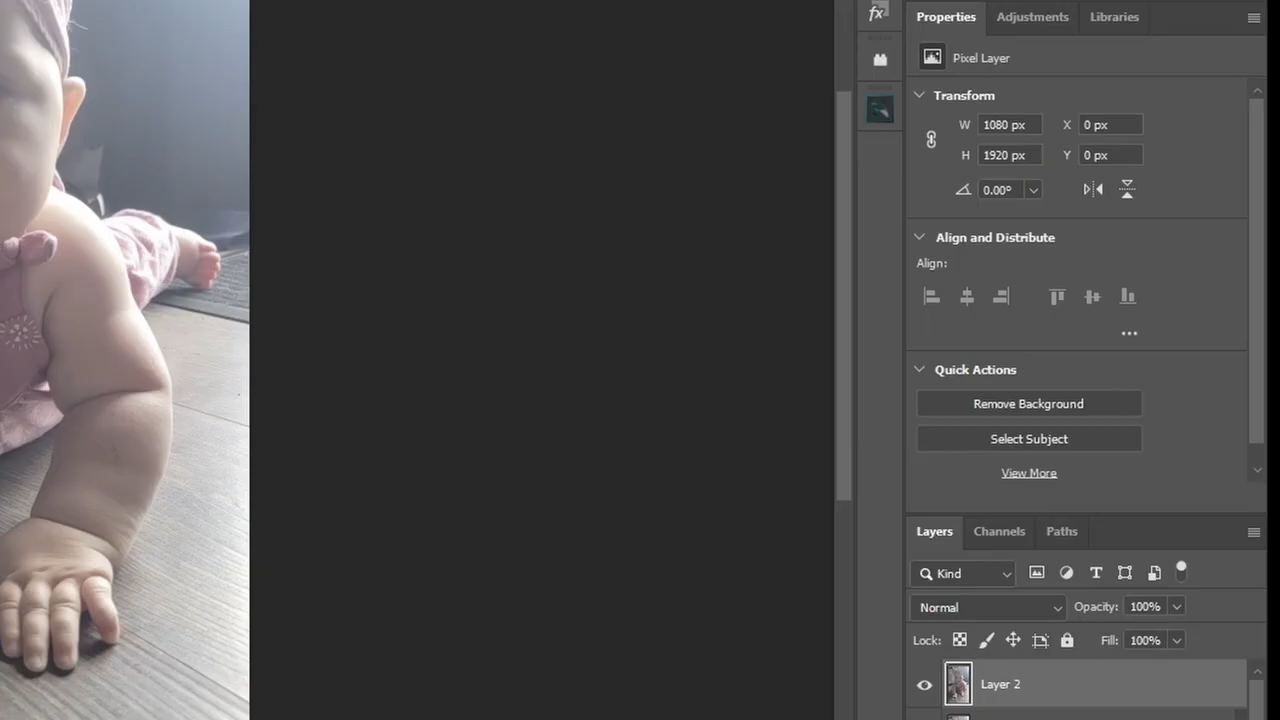 fx
Properties Adjustments Libraries
Pixel Layer
Transform
W 1080 px X 0 px
H 1920 px Y 0 px
0.00°
Align and Distribute
Align:
Quick Actions
Remove Background
Select Subject
View More
Layers Channels Paths
Kind
Normal Opacity: 100%
Lock: Fill: 100%
Layer 2